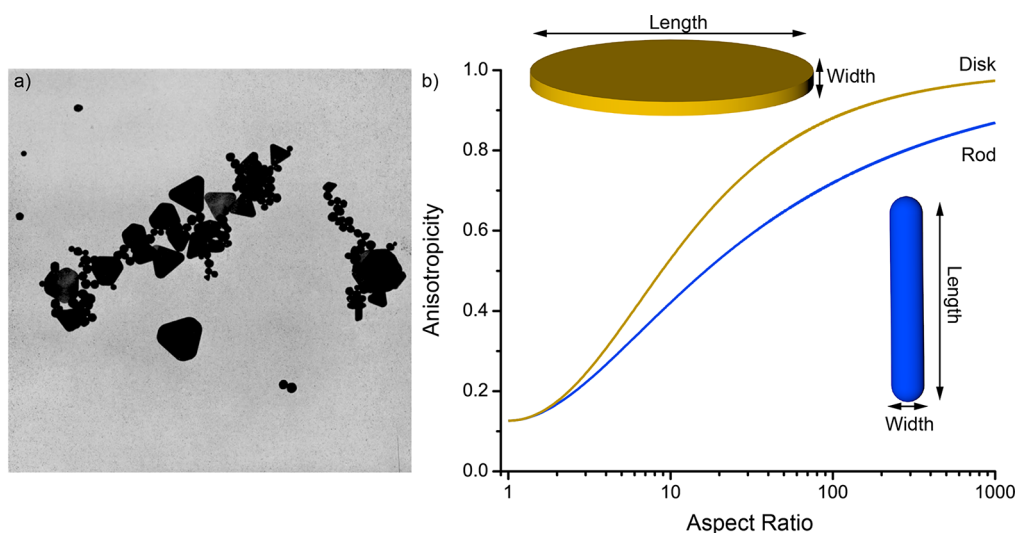 a)
b)
Length
Width
Disk
Rod
Length
Width
Anisotropicity
1.0
0.8
0.6
0.4
0.2
0.0
1
10
100
1000
Aspect Ratio